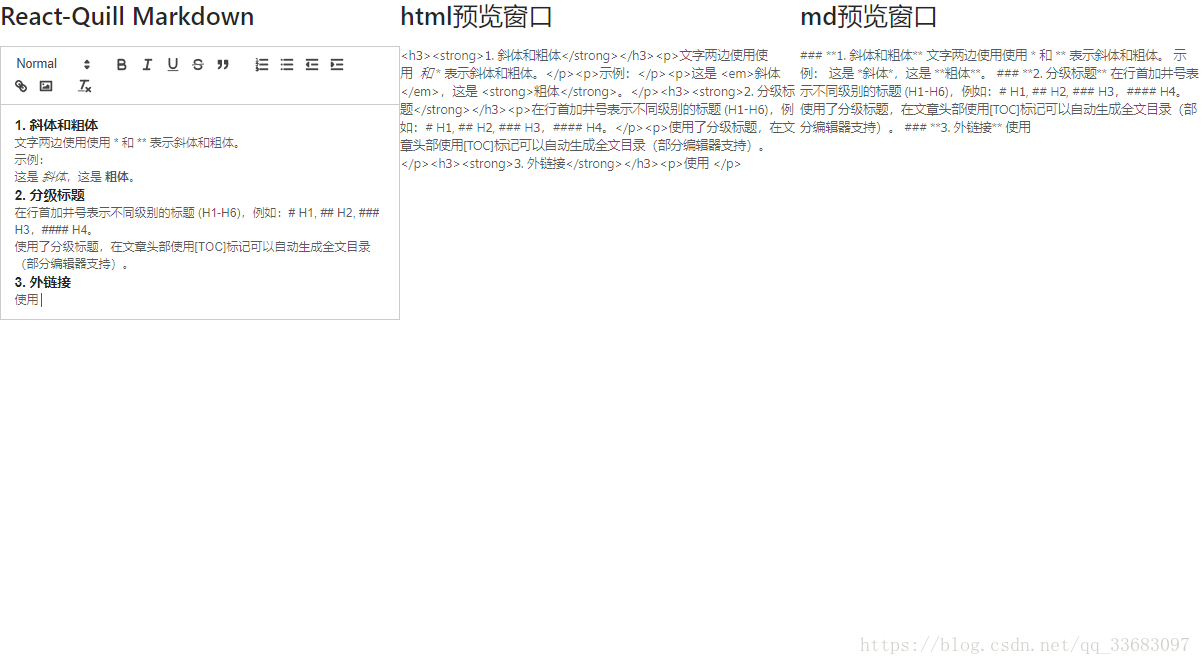 React-Quill Markdown
Normal
1. 斜体和粗体
文字两边使用使用 * 和 ** 表示斜体和粗体。
示例：
这是 斜体，这是 粗体。
2. 分级标题
在行首加井号表示不同级别的标题 (H1-H6)，例如：# H1, ## H2, ###
H3，#### H4。
使用了分级标题，在文章头部使用[TOC]标记可以自动生成全文目录
（部分编辑器支持）。
3. 外链接
使用
html预览窗口
<h3><strong>1. 斜体和粗体</strong></h3><p>文字两边使用使
用 和 * 表示斜体和粗体。</p><p>示例：</p><p>这是 <em>斜体
</em>，这是 <strong>粗体</strong>。</p><h3><strong>2. 分级标
题</strong></h3><p>在行首加井号表示不同级别的标题 (H1-H6)，例
如：# H1, ## H2, ### H3，#### H4。</p><p>使用了分级标题，在文
章头部使用[TOC]标记可以自动生成全文目录（部分编辑器支持）。
</p><h3><strong>3. 外链接</strong></h3><p>使用 </p>
md预览窗口
### **1. 斜体和粗体** 文字两边使用使用 * 和 ** 表示斜体和粗体。 示
例： 这是 *斜体*，这是 **粗体**。 ### **2. 分级标题** 在行首加井号表
示不同级别的标题 (H1-H6)，例如：# H1, ## H2, ### H3，#### H4。
使用了分级标题，在文章头部使用[TOC]标记可以自动生成全文目录（部
分编辑器支持）。 ### **3. 外链接** 使用
https://blog.csdn.net/qq_33683097